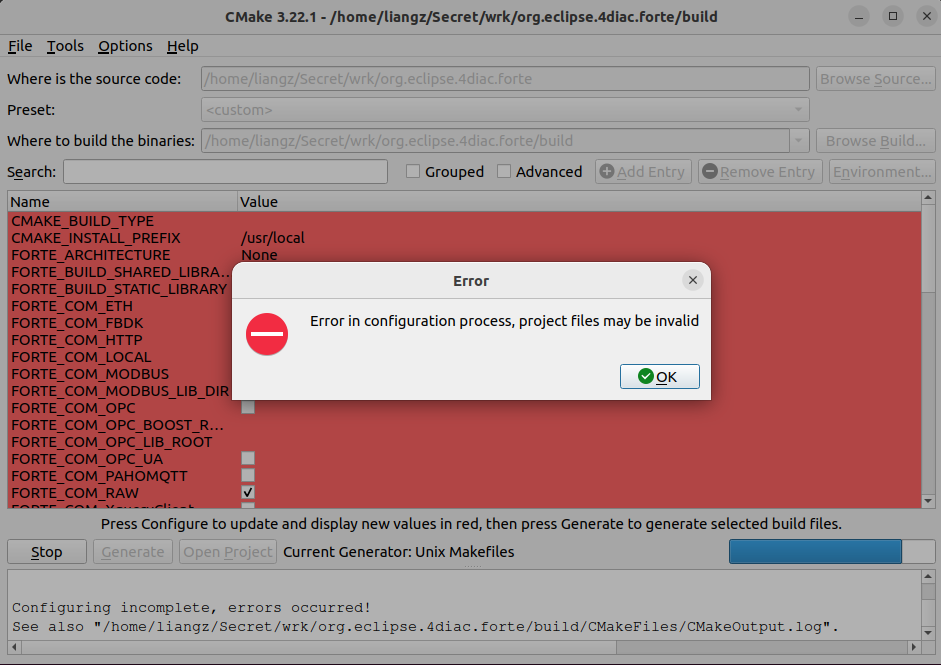 CMake 3.22.1 - /home/liangz/Secret/wrk/org.eclipse.4diac.forte/build
File Tools Options Help
Where is the source code: /home/liangz/Secret/wrk/org.eclipse.4diac.forte Browse Source...
Preset: <custom>
Where to build the binaries: /home/liangz/Secret/wrk/org.eclipse.4diac.forte/build Browse Build...
Search: Grouped Advanced Add Entry Remove Entry Environment...
Name Value
CMAKE_BUILD_TYPE
CMAKE_INSTALL_PREFIX /usr/local
FORTE_ARCHITECTURE None
FORTE_BUILD_SHARED_LIBRA...
FORTE_BUILD_STATIC_LIBRARY
FORTE_COM_ETH
FORTE_COM_FBDK
FORTE_COM_HTTP
FORTE_COM_LOCAL
FORTE_COM_MODBUS
FORTE_COM_MODBUS_LIB_DIR
FORTE_COM_OPC
FORTE_COM_OPC_BOOST_R...
FORTE_COM_OPC_LIB_ROOT
FORTE_COM_OPC_UA
FORTE_COM_PAHOMQTT
FORTE_COM_RAW
Error
Error in configuration process, project files may be invalid
OK
Press Configure to update and display new values in red, then press Generate to generate selected build files.
Stop Generate Open Project Current Generator: Unix Makefiles
Configuring incomplete, errors occurred!
See also "/home/liangz/Secret/wrk/org.eclipse.4diac.forte/build/CMakeFiles/CMakeOutput.log".